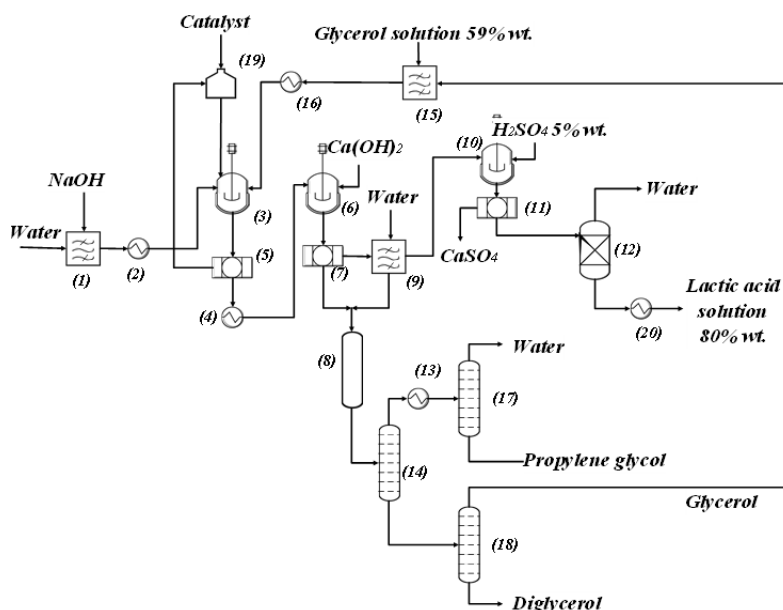 Catalyst
(19)
Glycerol solution 59% wt.
(16)
(15)
H2SO4 5% wt.
(10)
Ca(OH)2
NaOH
Water
(3)
(6)
Water
Water
(1)
(2)
(5)
(7)
(9)
(11)
CaSO4
(12)
(4)
Lactic acid
solution
80% wt.
(20)
(8)
(13)
Water
(17)
(14)
Propylene glycol
Glycerol
(18)
Diglycerol